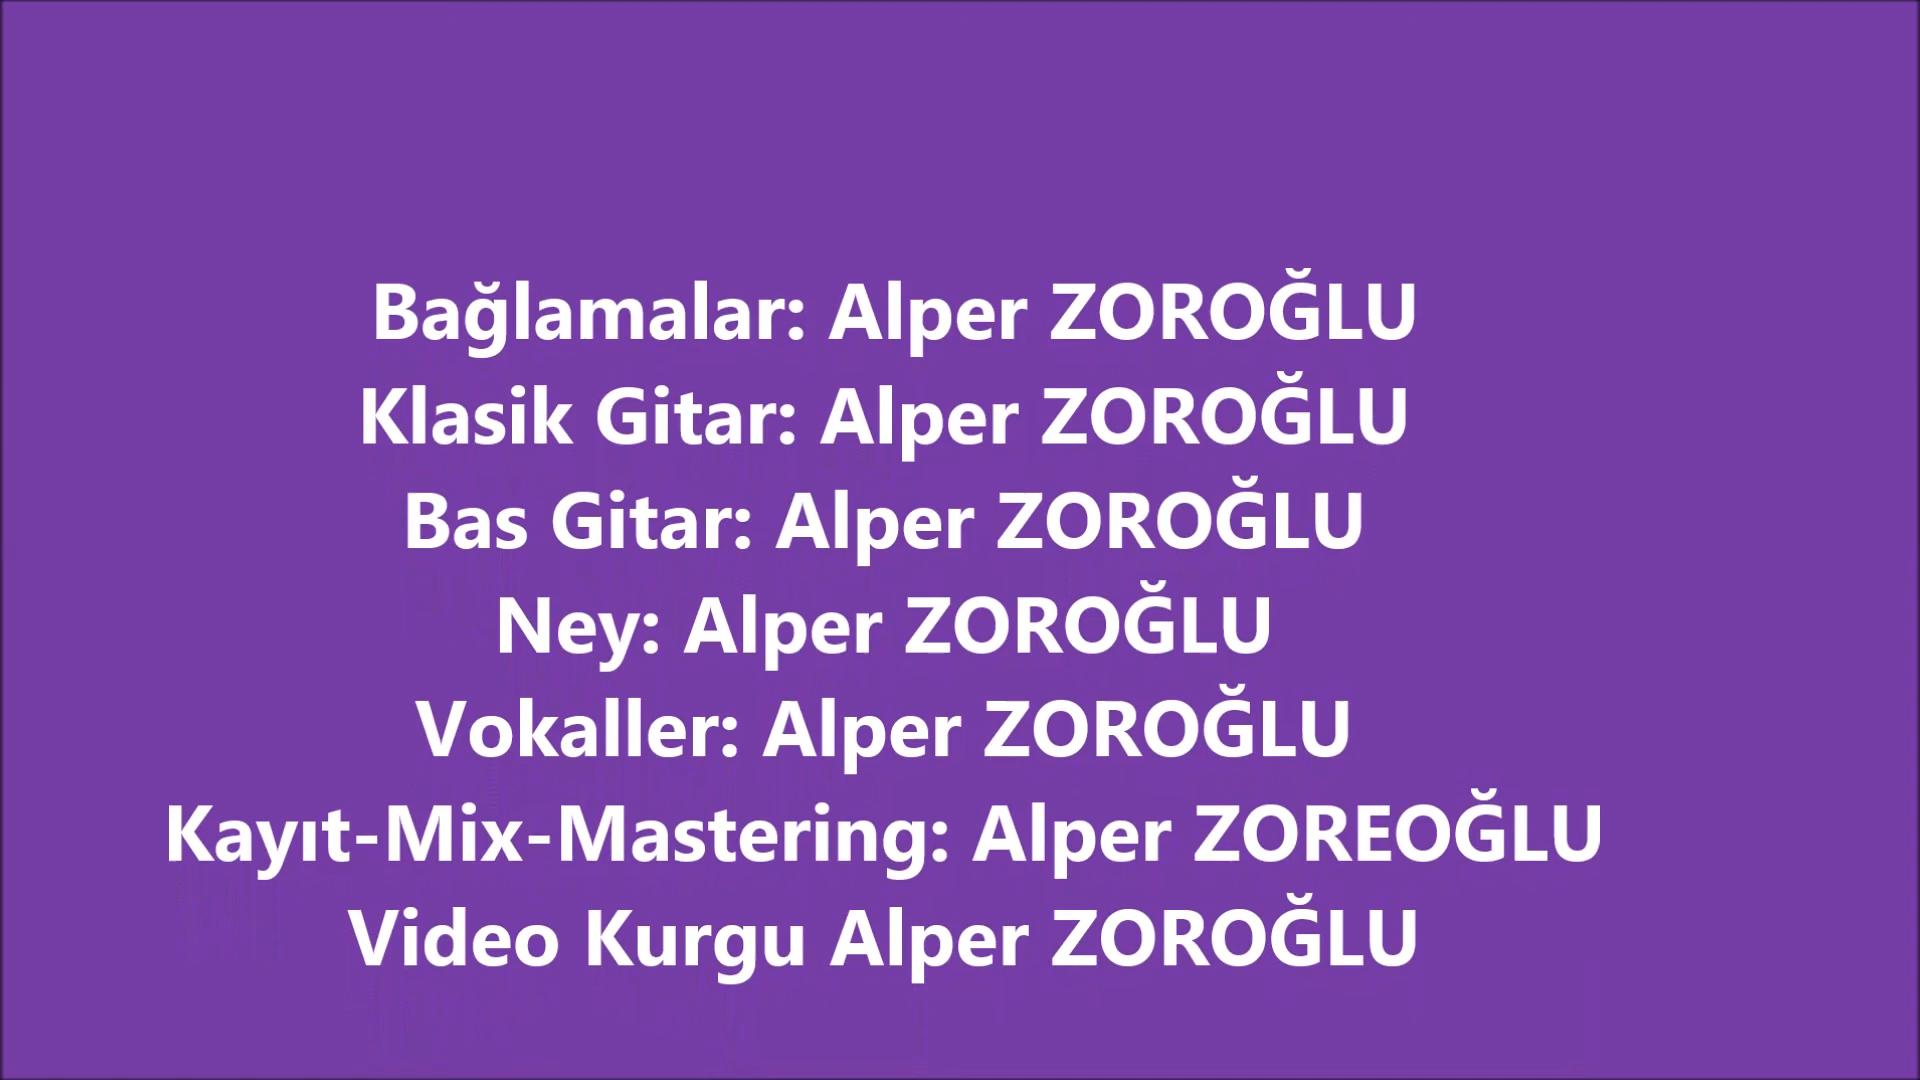 Bağlamalar: Alper ZOROĞLU
Klasik Gitar: Alper ZOROĞLU
Bas Gitar: Alper ZOROĞLU
Ney: Alper ZOROĞLU
Vokaller: Alper ZOROĞLU
Kayıt-Mix-Mastering: Alper ZOREOĞLU
Video Kurgu Alper ZOROĞLU